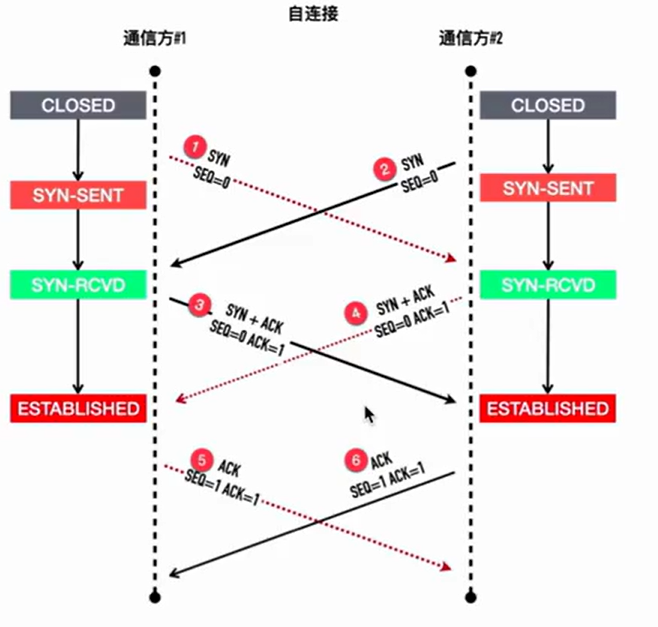 自连接
通信方#1
通信方#2
CLOSED
CLOSED
1
SYN
SEQ=0
2
SYN
SEQ=0
SYN-SENT
SYN-SENT
SYN-RCVD
SYN-RCVD
3
SYN + ACK
SEQ=0 ACK=1
4
SYN + ACK
SEQ=0 ACK=1
ESTABLISHED
ESTABLISHED
5
ACK
SEQ=1 ACK=1
6
ACK
SEQ=1 ACK=1